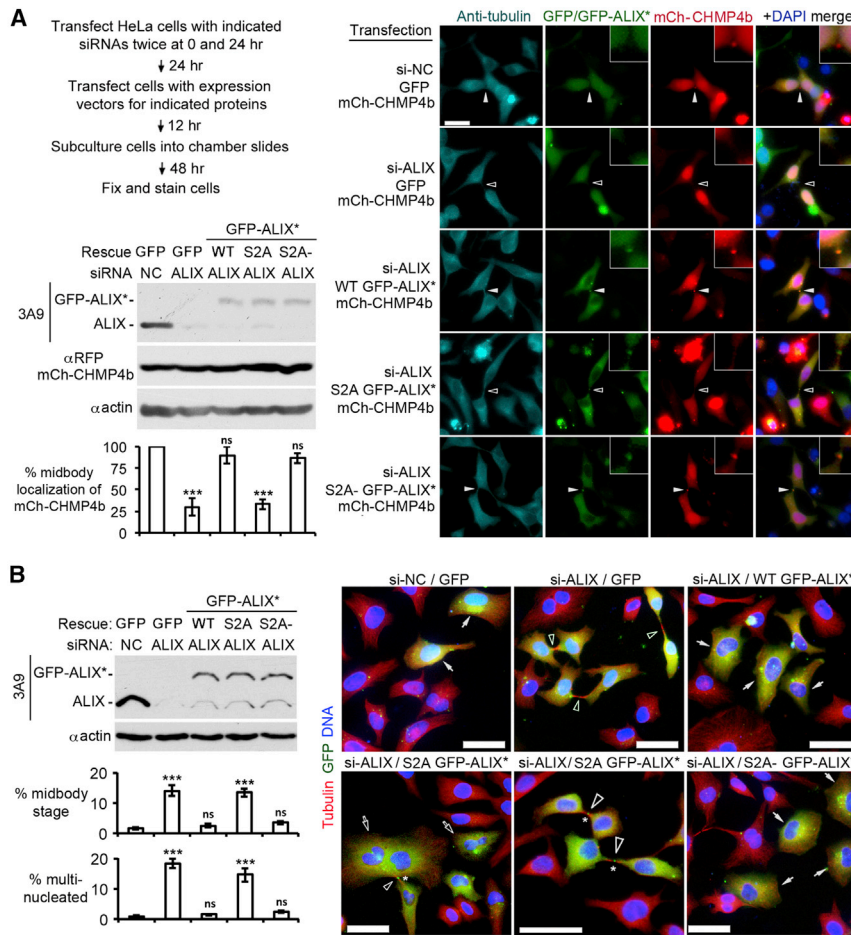 A
Transfect HeLa cells with indicated
siRNAs twice at 0 and 24 hr
24 hr
Transfect cells with expression
vectors for indicated proteins
12 hr
Subculture cells into chamber slides
48 hr
Fix and stain cells
GFP-ALIX*
Rescue GFP GFP WT S2A S2A-
siRNA NC ALIX ALIX ALIX ALIX
3A9
GFP-ALIX*-
ALIX -
αRFP
mCh-CHMP4b
αactin
% midbody
localization of
mCh-CHMP4b
100
75
50
25
0
*** ns *** ns
Transfection
Anti-tubulin GFP/GFP-ALIX* mCh-CHMP4b +DAPI merge
si-NC
GFP
mCh-CHMP4b
si-ALIX
GFP
mCh-CHMP4b
si-ALIX
WT GFP-ALIX*
mCh-CHMP4b
si-ALIX
S2A GFP-ALIX*
mCh-CHMP4b
si-ALIX
S2A- GFP-ALIX*
mCh-CHMP4b
B
GFP-ALIX*
Rescue: GFP GFP WT S2A S2A-
siRNA: NC ALIX ALIX ALIX ALIX
3A9
GFP-ALIX*-
ALIX -
αactin
% midbody
stage
20
10
0
*** ns *** ns
% multi-
nucleated
20
10
0
*** ns *** ns
Tubulin GFP DNA
si-NC / GFP
si-ALIX / GFP
si-ALIX / WT GFP-ALIX*
si-ALIX / S2A GFP-ALIX*
si-ALIX/ S2A GFP-ALIX*
si-ALIX/S2A- GFP-ALIX*
*
*
*